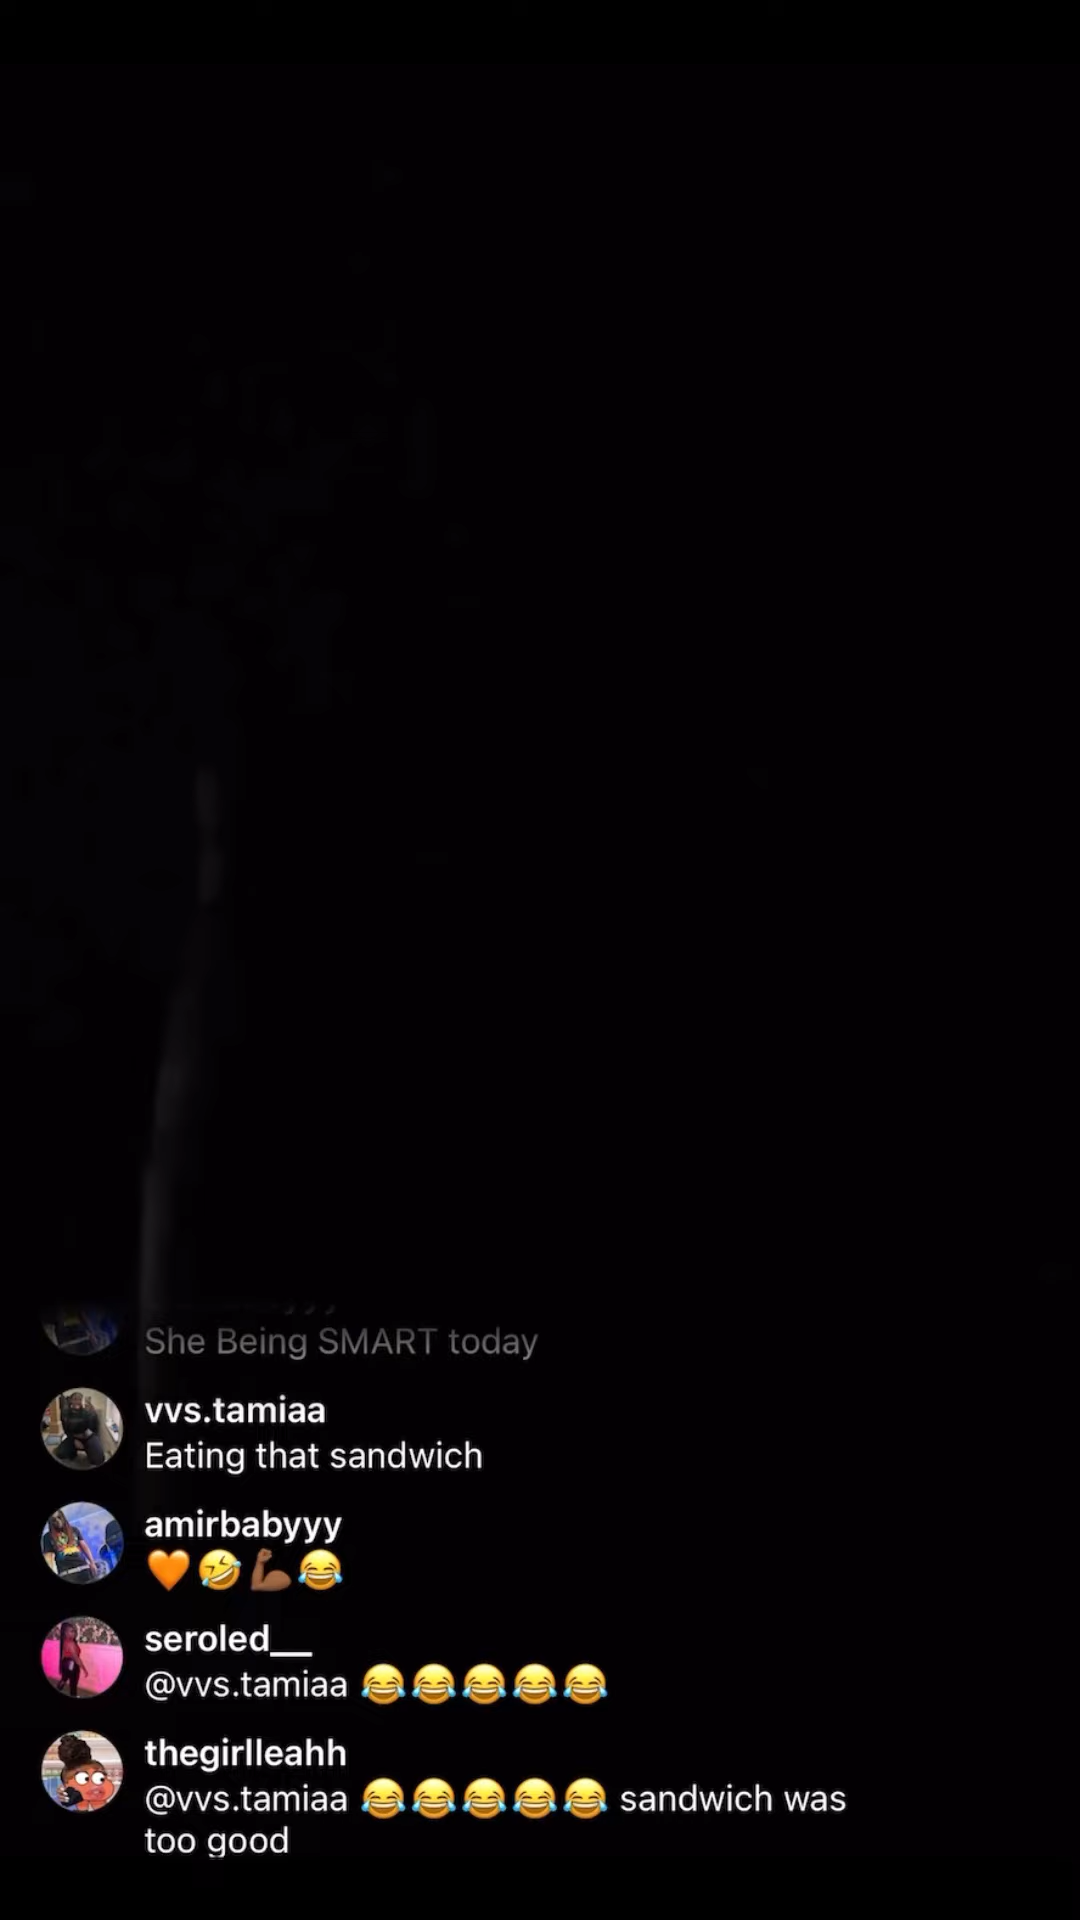 She Being SMART today
vvs.tamiaa
Eating that sandwich
amirbabyyy
🧡🤣💪🏾😂
seroled__
@vvs.tamiaa 😂😂😂😂😂
thegirlleahh
@vvs.tamiaa 😂😂😂😂😂 sandwich was
too good